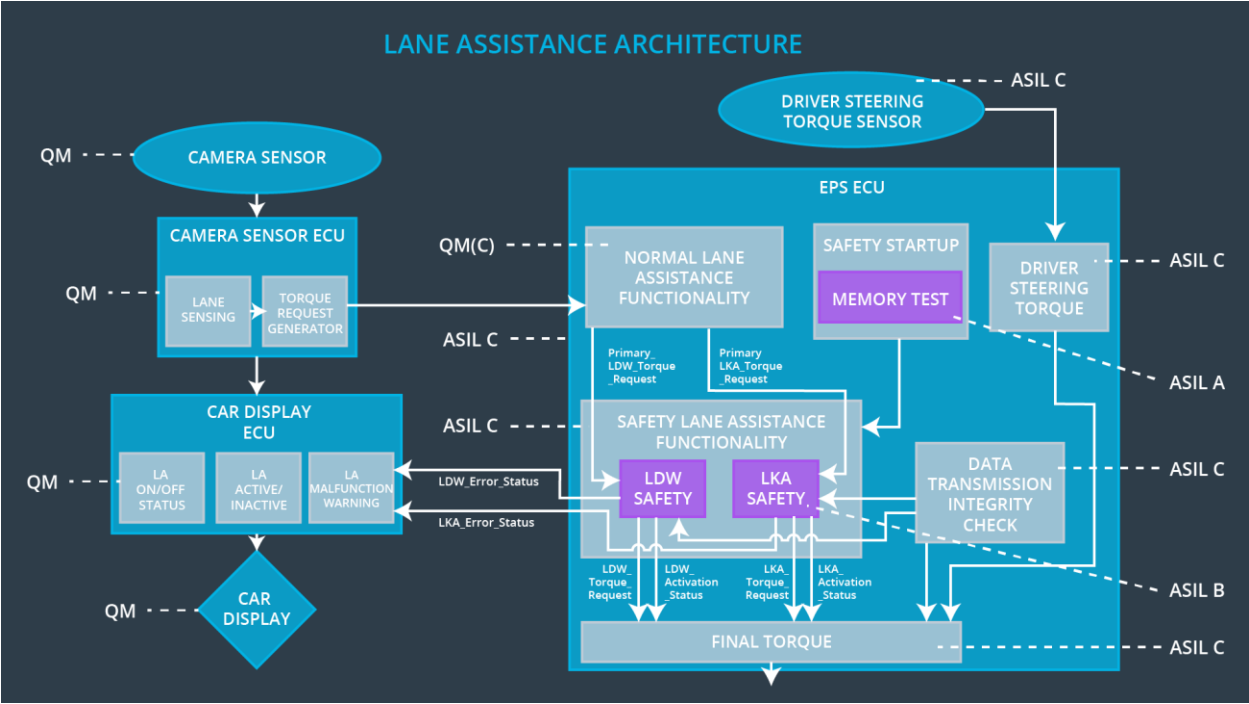 LANE ASSISTANCE ARCHITECTURE
ASIL C
DRIVER STEERING
TORQUE SENSOR
QM
CAMERA SENSOR
EPS ECU
CAMERA SENSOR ECU
QM(C)
NORMAL LANE
ASSISTANCE
FUNCTIONALITY
SAFETY STARTUP
MEMORY TEST
DRIVER
STEERING
TORQUE
ASIL C
QM
LANE
SENSING
TORQUE
REQUEST
GENERATOR
ASIL C
Primary_
LDW_Torque
_Request
Primary
LKA_Torque
_Request
ASIL A
CAR DISPLAY
ECU
ASIL C
SAFETY LANE ASSISTANCE
FUNCTIONALITY
QM
LA
ON/OFF
STATUS
LA
ACTIVE/
INACTIVE
LA
MALFUNCTION
WARNING
LDW_Error_Status
LKA_Error_Status
LDW
SAFETY
LKA
SAFETY
DATA
TRANSMISSION
INTEGRITY
CHECK
ASIL C
LDW_
Torque_
Request
LDW_
Activation
_Status
LKA_
Torque_
Request
LKA_
Activation
_Status
ASIL B
QM
CAR
DISPLAY
FINAL TORQUE
ASIL C